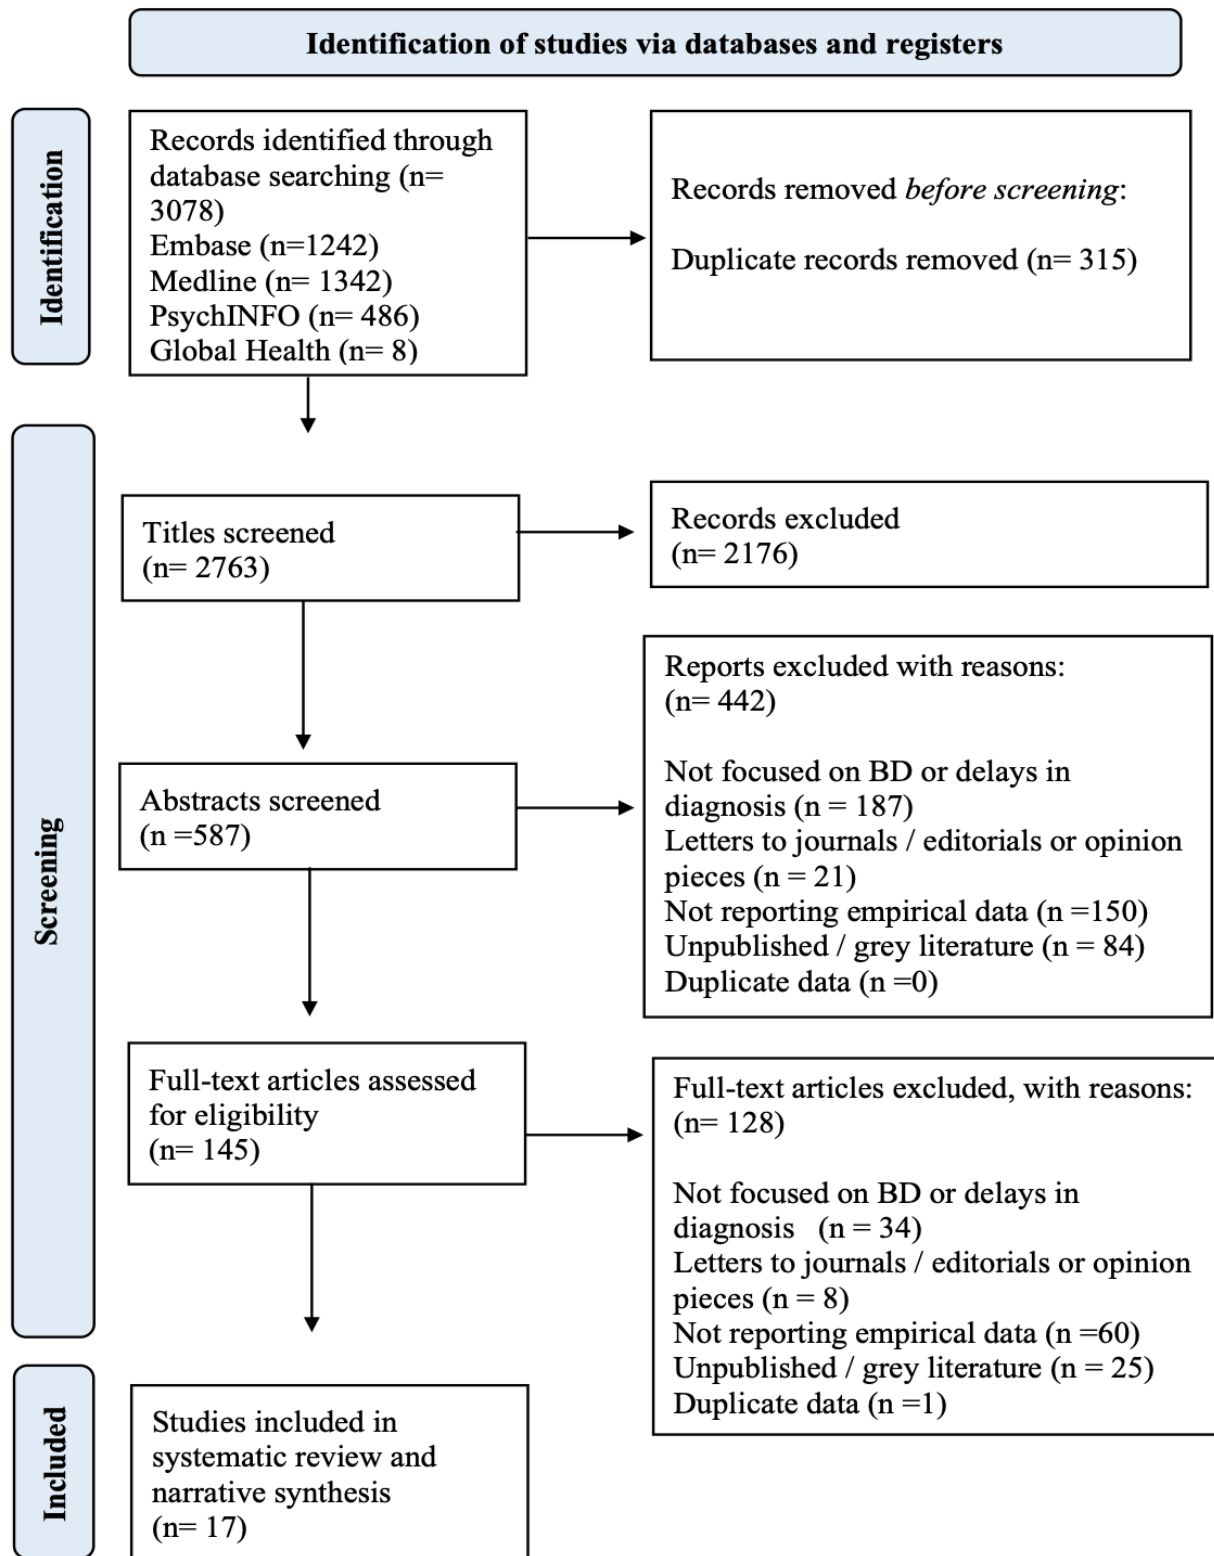 Identification of studies via databases and registers
Identification
Records identified through
database searching (n=
3078)
Embase (n=1242)
Medline (n= 1342)
PsychINFO (n= 486)
Global Health (n= 8)
Records removed before screening:
Duplicate records removed (n= 315)
Screening
Titles screened
(n= 2763)
Records excluded
(n= 2176)
Abstracts screened
(n =587)
Reports excluded with reasons:
(n= 442)
Not focused on BD or delays in
diagnosis (n = 187)
Letters to journals / editorials or opinion
pieces (n = 21)
Not reporting empirical data (n =150)
Unpublished / grey literature (n = 84)
Duplicate data (n =0)
Full-text articles assessed
for eligibility
(n= 145)
Full-text articles excluded, with reasons:
(n= 128)
Not focused on BD or delays in
diagnosis   (n = 34)
Letters to journals / editorials or opinion
pieces (n = 8)
Not reporting empirical data (n =60)
Unpublished / grey literature (n = 25)
Duplicate data (n =1)
Included
Studies included in
systematic review and
narrative synthesis
(n= 17)